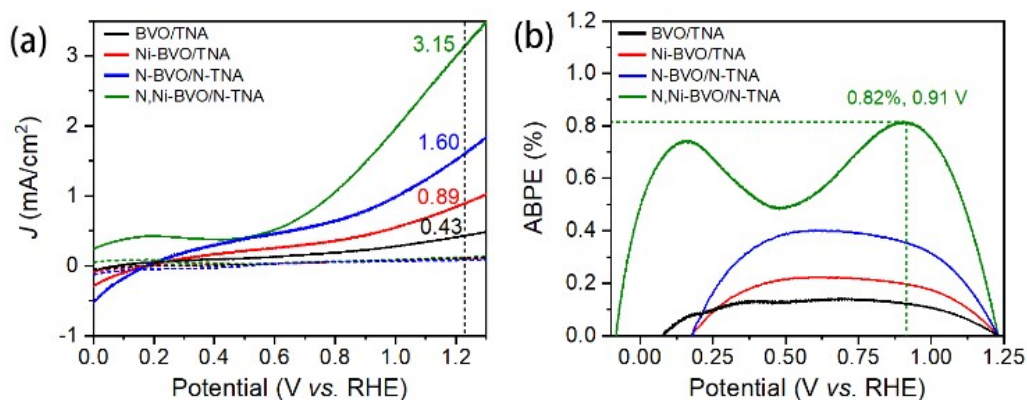 (a)
BVO/TNA
Ni-BVO/TNA
N-BVO/N-TNA
N,Ni-BVO/N-TNA
3.15
1.60
0.89
0.43
J (mA/cm²)
3
2
1
0
-1
0.0 0.2 0.4 0.6 0.8 1.0 1.2
Potential (V vs. RHE)
(b)
BVO/TNA
Ni-BVO/TNA
N-BVO/N-TNA
N,Ni-BVO/N-TNA
0.82%, 0.91 V
ABPE (%)
1.2
1.0
0.8
0.6
0.4
0.2
0.0
0.00 0.25 0.50 0.75 1.00 1.25
Potential (V vs. RHE)